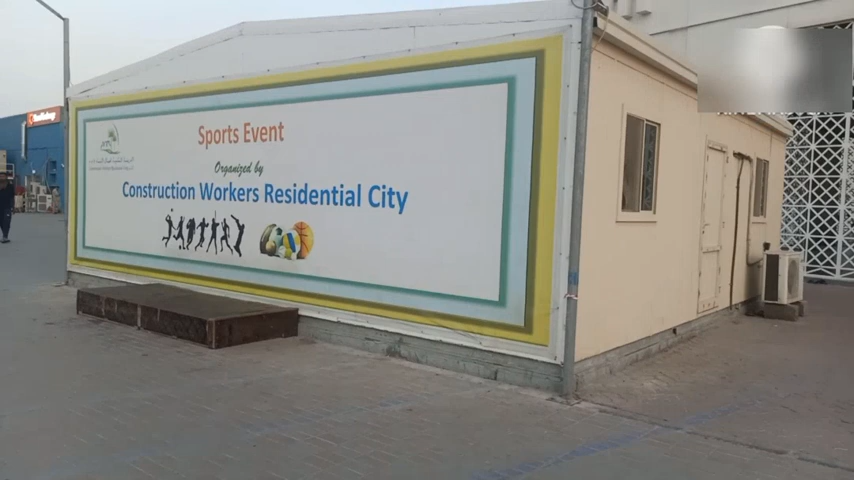 Sports Event
Organized by
Construction Workers Residential City